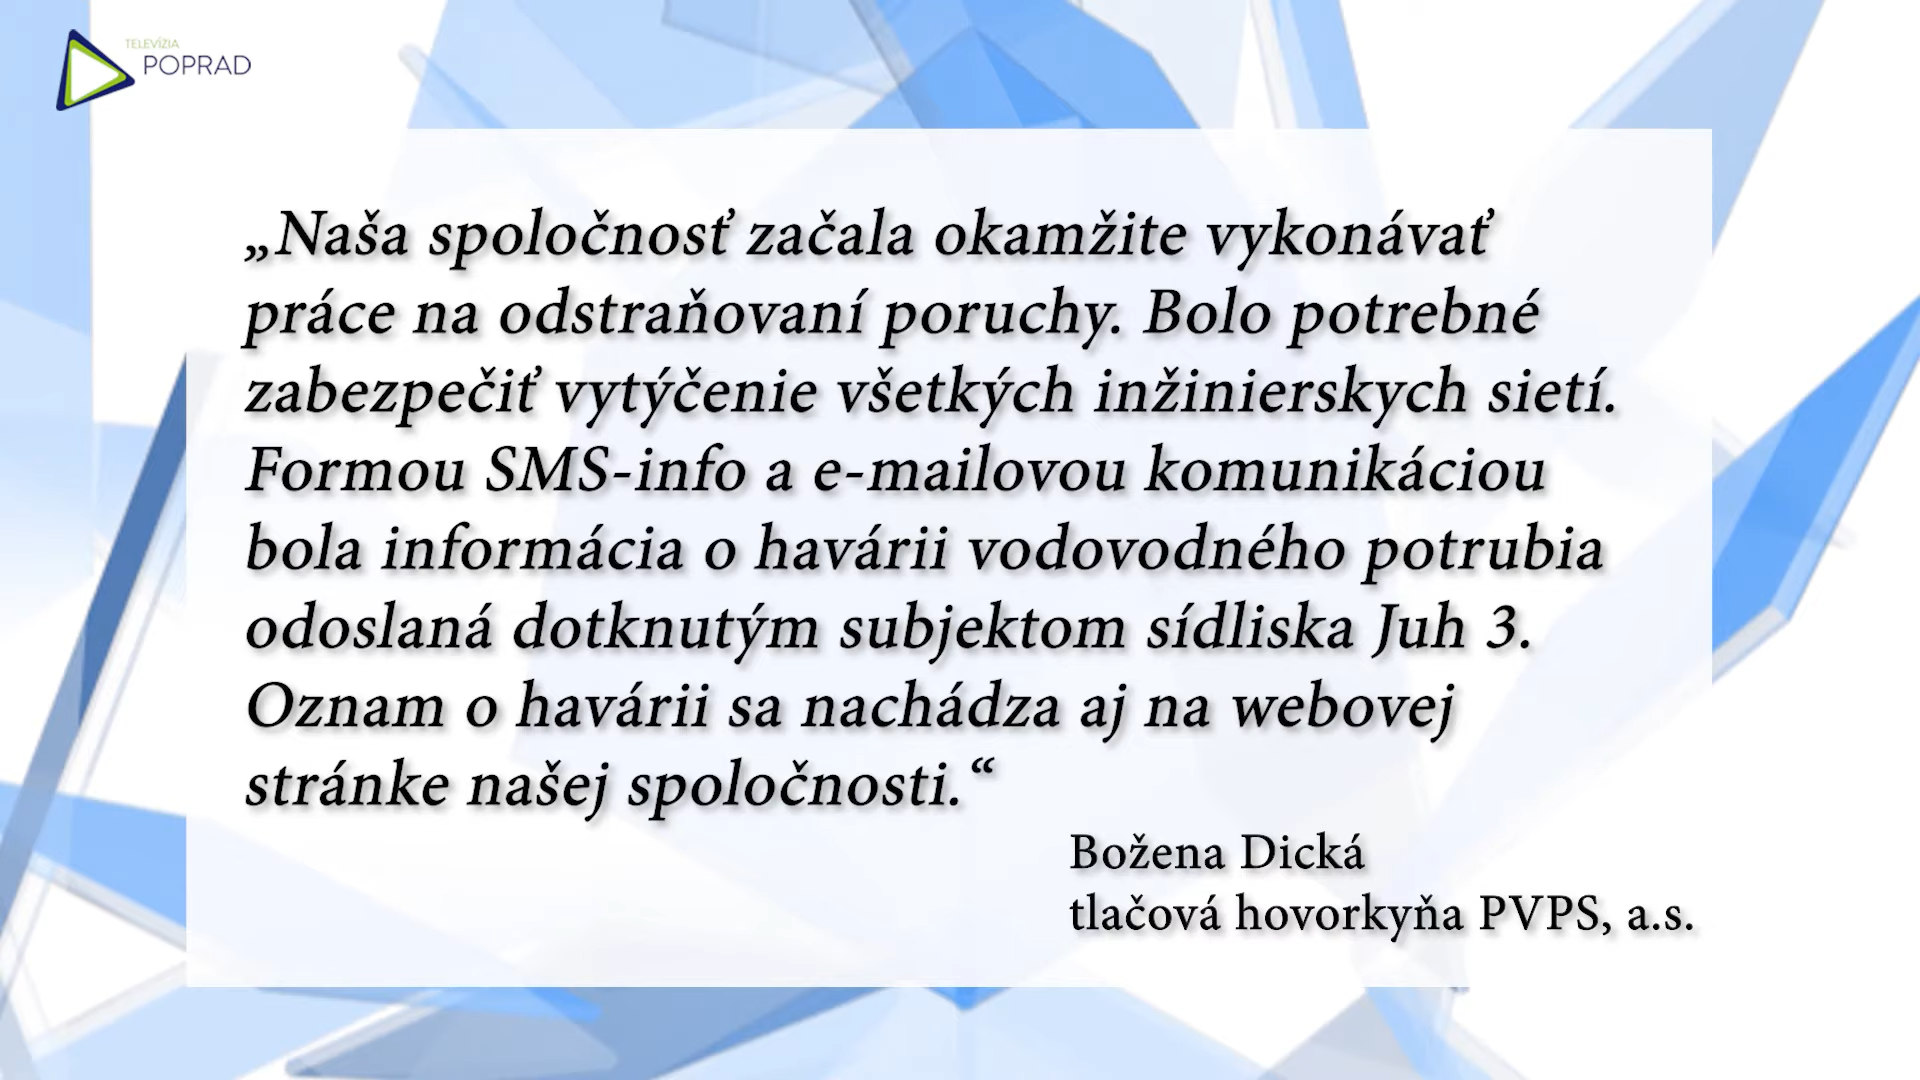 TELEVÍZIA
POPRAD
„Naša spoločnosť začala okamžite vykonávať
práce na odstraňovaní poruchy. Bolo potrebné
zabezpečiť vytýčenie všetkých inžinierskych sietí.
Formou SMS-info a e-mailovou komunikáciou
bola informácia o havárii vodovodného potrubia
odoslaná dotknutým subjektom sídliska Juh 3.
Oznam o havárii sa nachádza aj na webovej
stránke našej spoločnosti.“
Božena Dická
tlačová hovorkyňa PVPS, a.s.